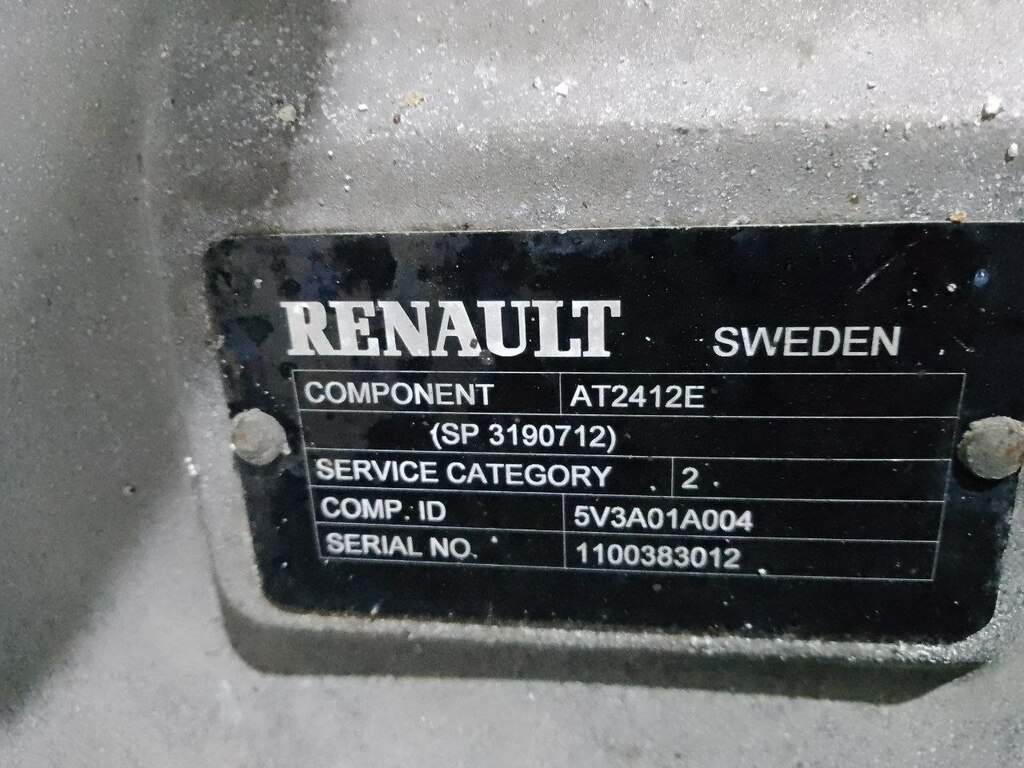 RENAULT SWEDEN
COMPONENT AT2412E
(SP 3190712)
SERVICE CATEGORY 2
COMP. ID 5V3A01A004
SERIAL NO. 1100383012